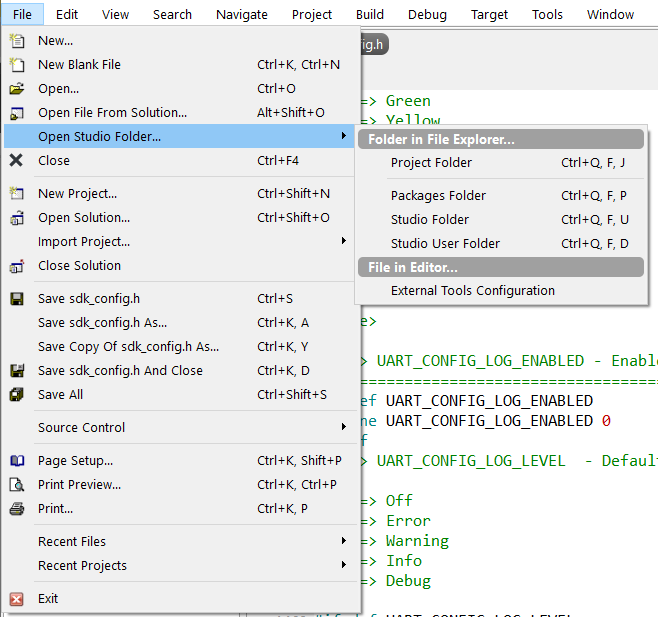 File Edit View Search Navigate Project Build Debug Target Tools Window
New...
ig.h
New Blank File Ctrl+K, Ctrl+N
Open... Ctrl+O
=> Green
Open File From Solution... Alt+Shift+O
=> Yellow
Open Studio Folder...
Folder in File Explorer...
Close Ctrl+F4
Project Folder Ctrl+Q, F, J
New Project... Ctrl+Shift+N
Packages Folder Ctrl+Q, F, P
Open Solution... Ctrl+Shift+O
Studio Folder Ctrl+Q, F, U
Import Project...
Studio User Folder Ctrl+Q, F, D
Close Solution
File in Editor...
External Tools Configuration
Save sdk_config.h Ctrl+S
Save sdk_config.h As... Ctrl+K, A
e>
Save Copy Of sdk_config.h As... Ctrl+K, Y
> UART_CONFIG_LOG_ENABLED - Enable
Save sdk_config.h And Close Ctrl+K, D
==================================
Save All Ctrl+Shift+S
ef UART_CONFIG_LOG_ENABLED
ne UART_CONFIG_LOG_ENABLED 0
Source Control
f
Page Setup... Ctrl+K, Shift+P
> UART_CONFIG_LOG_LEVEL - Default
Print Preview... Ctrl+K, Ctrl+P
=> Off
Print... Ctrl+K, P
=> Error
Recent Files
=> Warning
Recent Projects
=> Info
=> Debug
Exit
UART_CONFIG_LOG_LEVEL